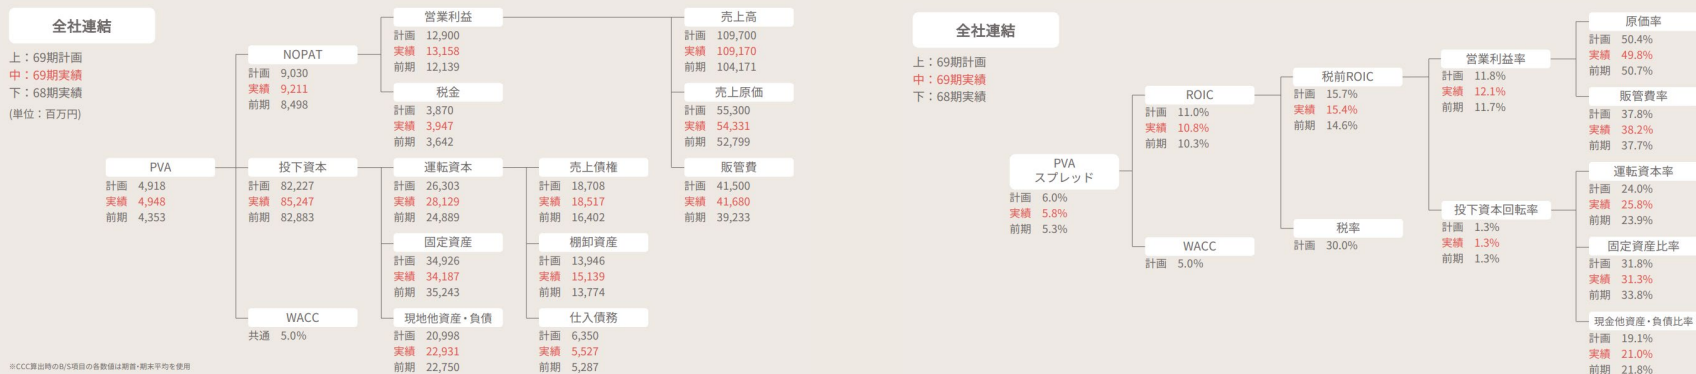 全社連結
上：69期計画
中：69期実績
下：68期実績
(単位：百万円)
PVA
計画 4,918
実績 4,948
前期 4,353
NOPAT
計画 9,030
実績 9,211
前期 8,498
投下資本
計画 82,227
実績 85,247
前期 82,883
WACC
共通 5.0%
営業利益
計画 12,900
実績 13,158
前期 12,139
税金
計画 3,870
実績 3,947
前期 3,642
運転資本
計画 26,303
実績 28,129
前期 24,889
固定資産
計画 34,926
実績 34,187
前期 35,243
現地他資産・負債
計画 20,998
実績 22,931
前期 22,750
売上債権
計画 18,708
実績 18,517
前期 16,402
棚卸資産
計画 13,946
実績 15,139
前期 13,774
仕入債務
計画 6,350
実績 5,527
前期 5,287
売上高
計画 109,700
実績 109,170
前期 104,171
売上原価
計画 55,300
実績 54,331
前期 52,799
販管費
計画 41,500
実績 41,680
前期 39,233
※CCC算出時のB/S項目の各数値は期首・期末平均を使用
全社連結
上：69期計画
中：69期実績
下：68期実績
PVA
スプレッド
計画 6.0%
実績 5.8%
前期 5.3%
ROIC
計画 11.0%
実績 10.8%
前期 10.3%
WACC
計画 5.0%
税前ROIC
計画 15.7%
実績 15.4%
前期 14.6%
税率
計画 30.0%
営業利益率
計画 11.8%
実績 12.1%
前期 11.7%
投下資本回転率
計画 1.3%
実績 1.3%
前期 1.3%
原価率
計画 50.4%
実績 49.8%
前期 50.7%
販管費率
計画 37.8%
実績 38.2%
前期 37.7%
運転資本率
計画 24.0%
実績 25.8%
前期 23.9%
固定資産比率
計画 31.8%
実績 31.3%
前期 33.8%
現金他資産・負債比率
計画 19.1%
実績 21.0%
前期 21.8%